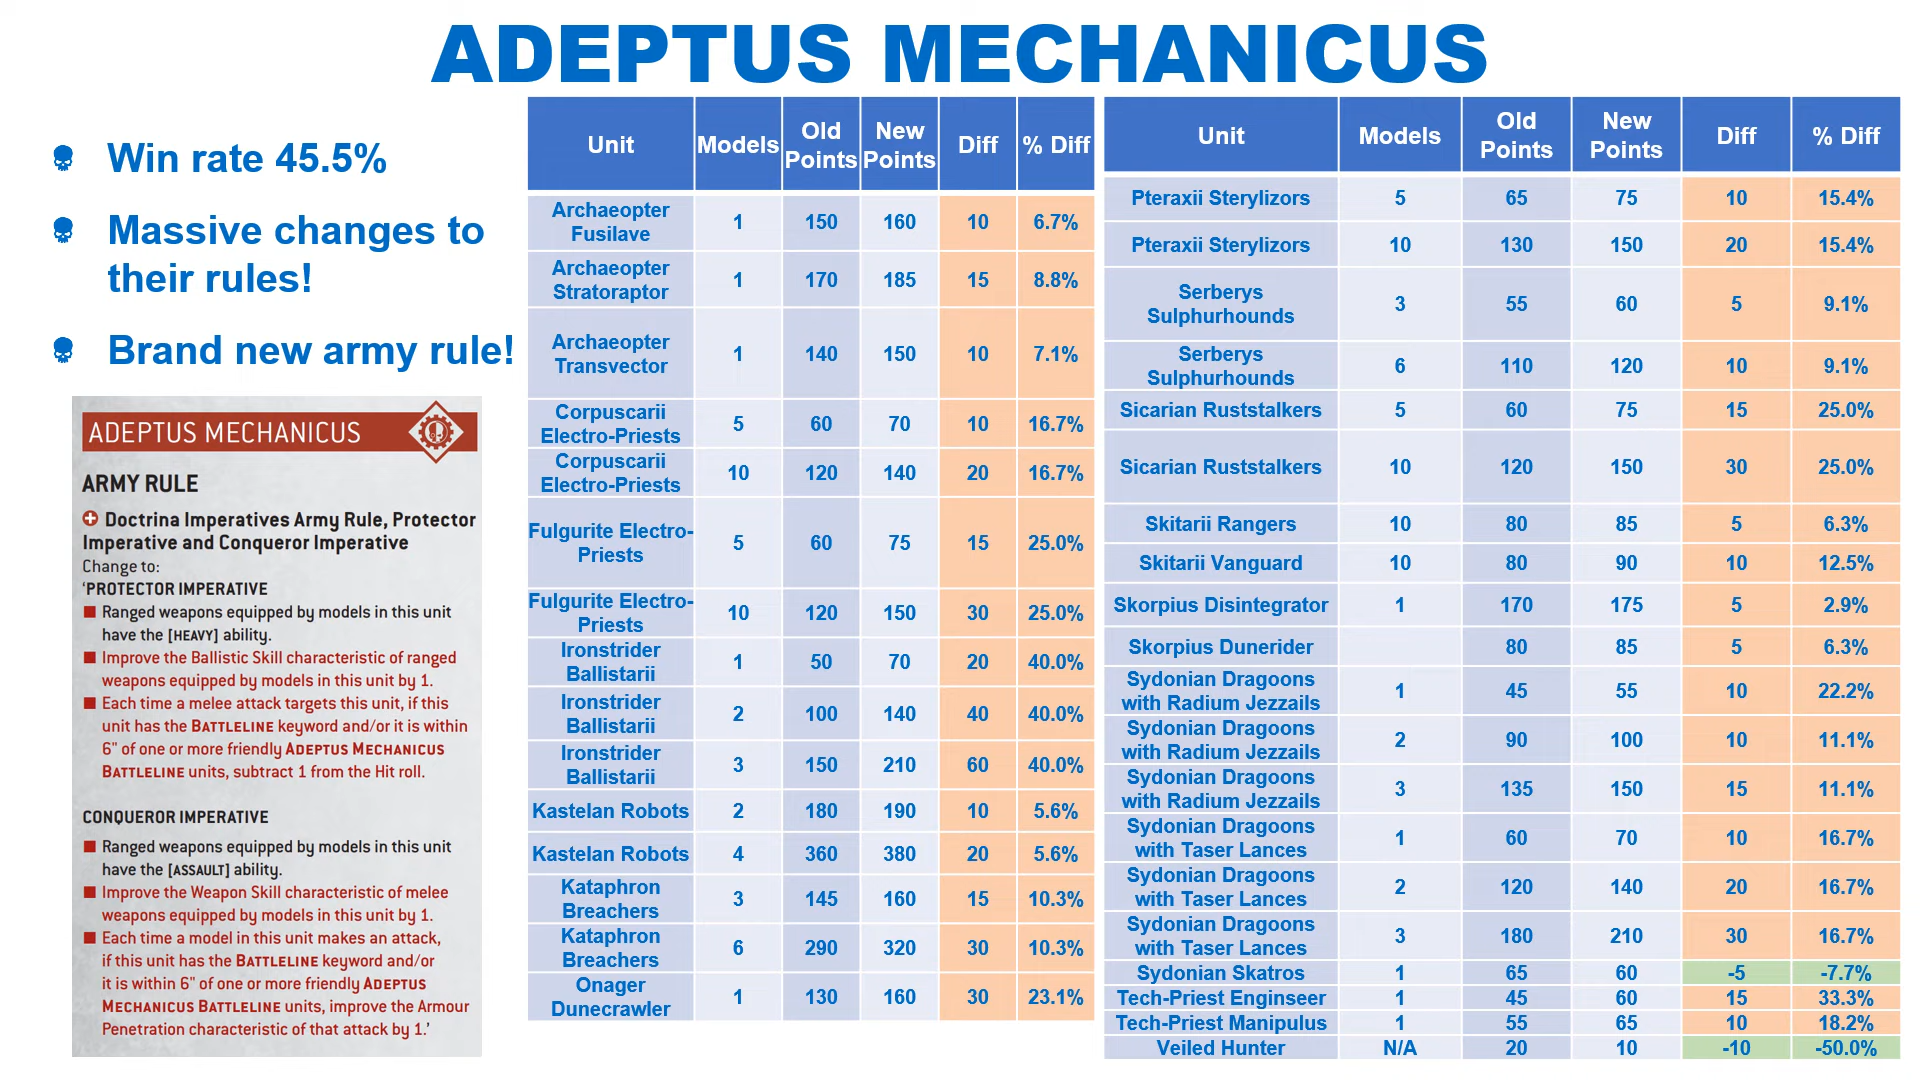 ADEPTUS MECHANICUS
Win rate 45.5%
Massive changes to
their rules!
Brand new army rule!
ADEPTUS MECHANICUS
ARMY RULE
Doctrina Imperatives Army Rule, Protector
Imperative and Conqueror Imperative
Change to:
‘PROTECTOR IMPERATIVE
Ranged weapons equipped by models in this unit
have the [HEAVY] ability.
Improve the Ballistic Skill characteristic of ranged
weapons equipped by models in this unit by 1.
Each time a melee attack targets this unit, if this
unit has the BATTLELINE keyword and/or it is within
6" of one or more friendly ADEPTUS MECHANICUS
BATTLELINE units, subtract 1 from the Hit roll.
CONQUEROR IMPERATIVE
Ranged weapons equipped by models in this unit
have the [ASSAULT] ability.
Improve the Weapon Skill characteristic of melee
weapons equipped by models in this unit by 1.
Each time a model in this unit makes an attack,
if this unit has the BATTLELINE keyword and/or
it is within 6" of one or more friendly ADEPTUS
MECHANICUS BATTLELINE units, improve the Armour
Penetration characteristic of that attack by 1.’
Unit Models Old Points New Points Diff % Diff
Archaeopter Fusilave 1 150 160 10 6.7%
Archaeopter Stratoraptor 1 170 185 15 8.8%
Archaeopter Transvector 1 140 150 10 7.1%
Corpuscarii Electro-Priests 5 60 70 10 16.7%
Corpuscarii Electro-Priests 10 120 140 20 16.7%
Fulgurite Electro-Priests 5 60 75 15 25.0%
Fulgurite Electro-Priests 10 120 150 30 25.0%
Ironstrider Ballistarii 1 50 70 20 40.0%
Ironstrider Ballistarii 2 100 140 40 40.0%
Ironstrider Ballistarii 3 150 210 60 40.0%
Kastelan Robots 2 180 190 10 5.6%
Kastelan Robots 4 360 380 20 5.6%
Kataphron Breachers 3 145 160 15 10.3%
Kataphron Breachers 6 290 320 30 10.3%
Onager Dunecrawler 1 130 160 30 23.1%
Unit Models Old Points New Points Diff % Diff
Pteraxii Sterylizors 5 65 75 10 15.4%
Pteraxii Sterylizors 10 130 150 20 15.4%
Serberys Sulphurhounds 3 55 60 5 9.1%
Serberys Sulphurhounds 6 110 120 10 9.1%
Sicarian Ruststalkers 5 60 75 15 25.0%
Sicarian Ruststalkers 10 120 150 30 25.0%
Skitarii Rangers 10 80 85 5 6.3%
Skitarii Vanguard 10 80 90 10 12.5%
Skorpius Disintegrator 1 170 175 5 2.9%
Skorpius Dunerider 80 85 5 6.3%
Sydonian Dragoons with Radium Jezzails 1 45 55 10 22.2%
Sydonian Dragoons with Radium Jezzails 2 90 100 10 11.1%
Sydonian Dragoons with Radium Jezzails 3 135 150 15 11.1%
Sydonian Dragoons with Taser Lances 1 60 70 10 16.7%
Sydonian Dragoons with Taser Lances 2 120 140 20 16.7%
Sydonian Dragoons with Taser Lances 3 180 210 30 16.7%
Sydonian Skatros 1 65 60 -5 -7.7%
Tech-Priest Enginseer 1 45 60 15 33.3%
Tech-Priest Manipulus 1 55 65 10 18.2%
Veiled Hunter N/A 20 10 -10 -50.0%